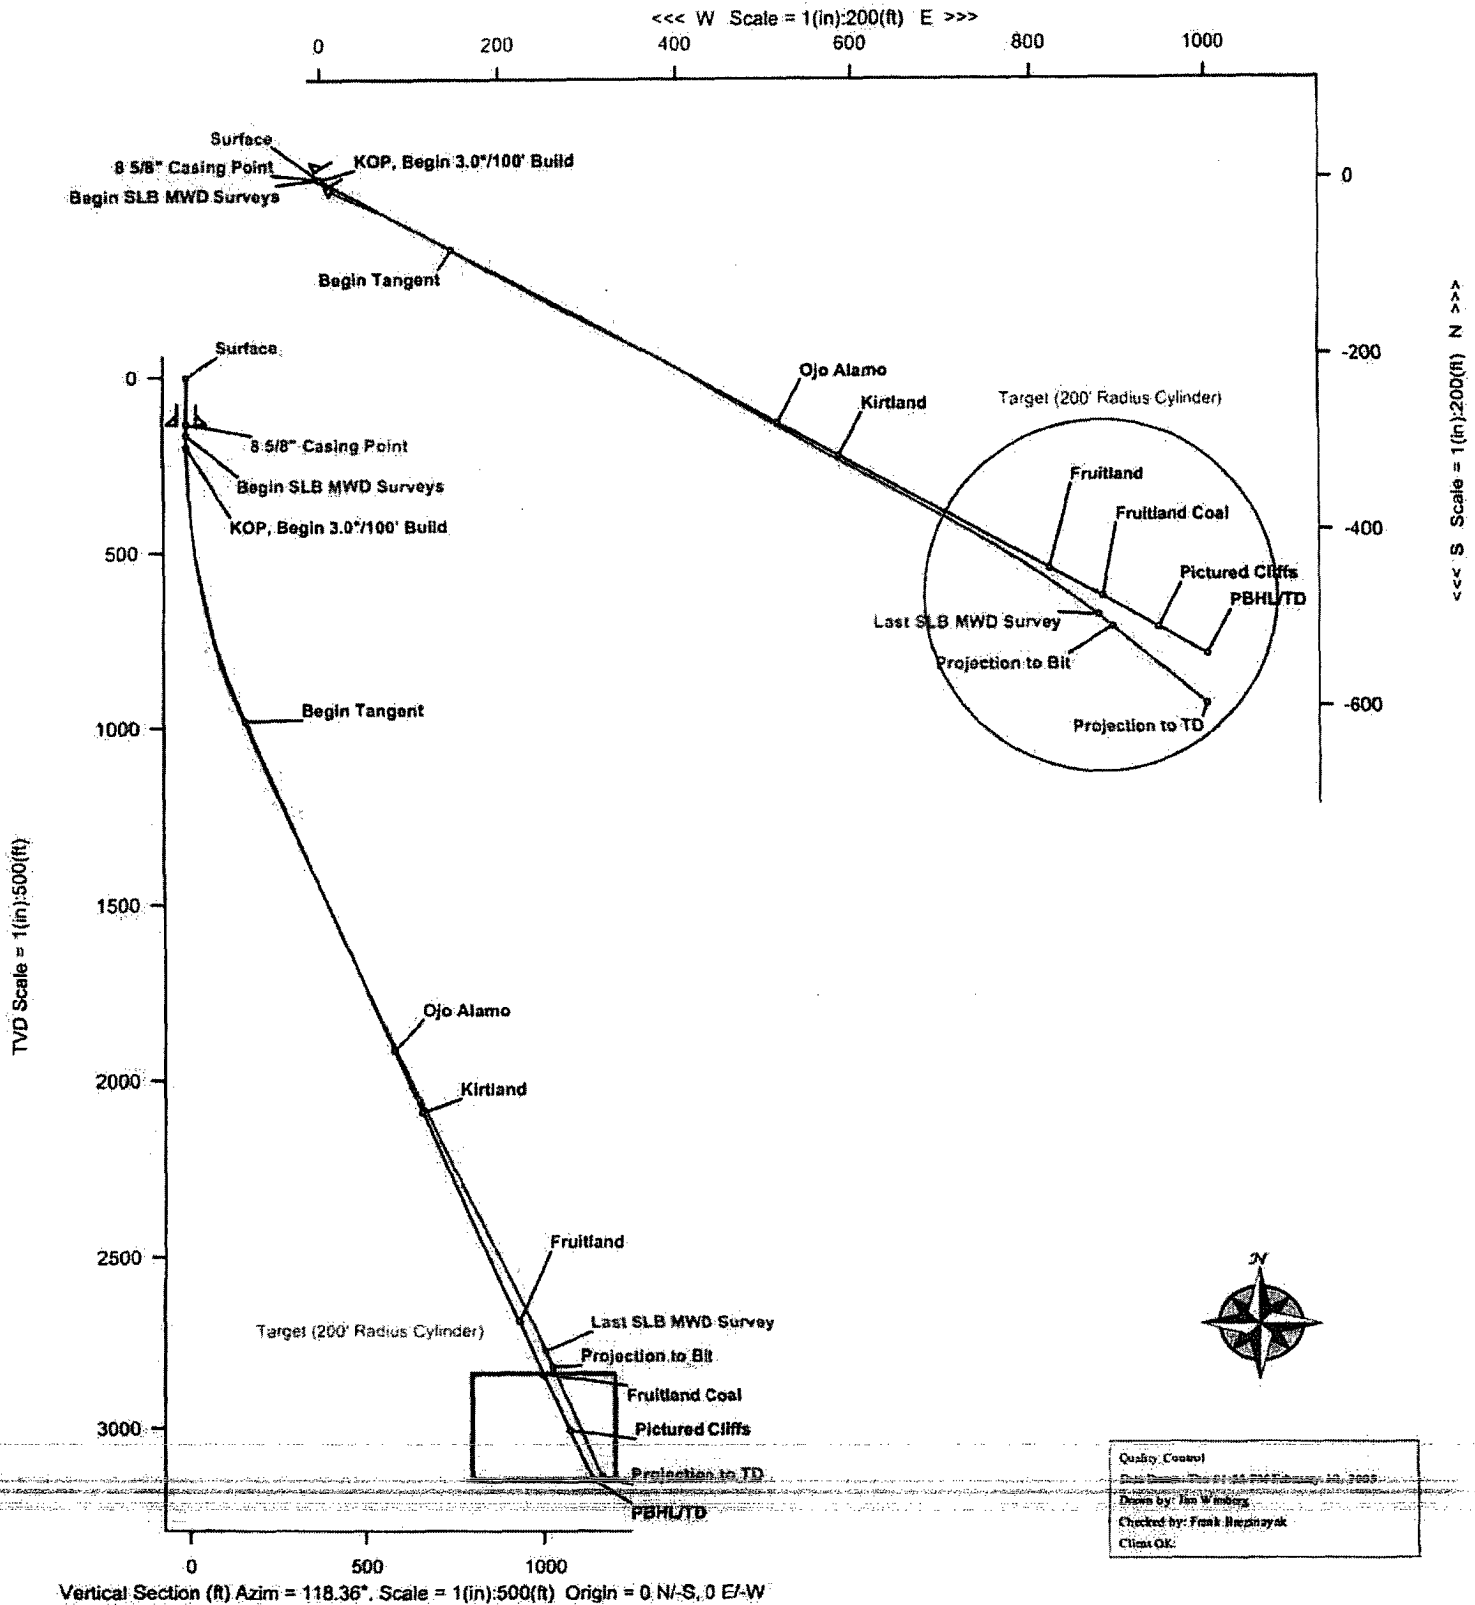 <<< W Scale = 1(in):200(ft) E >>>
0 200 400 600 800 1000
Surface
8 5/8" Casing Point
KOP, Begin 3.0°/100' Build
Begin SLB MWD Surveys
Begin Tangent
Ojo Alamo
Kirtland
Target (200' Radius Cylinder)
Fruitland
Fruitland Coal
Pictured Cliffs
PBHL/TD
Last SLB MWD Survey
Projection to Bit
Projection to TD
0
-200
-400
-600
<<< S Scale = 1(in):200(ft) N >>>
Surface
8 5/8" Casing Point
Begin SLB MWD Surveys
KOP, Begin 3.0°/100' Build
Begin Tangent
Ojo Alamo
Kirtland
Fruitland
Target (200' Radius Cylinder)
Last SLB MWD Survey
Projection to Bit
Fruitland Coal
Pictured Cliffs
Projection to TD
PBHL/TD
0
500
1000
1500
2000
2500
3000
TVD Scale = 1(in):500(ft)
0 500 1000
Vertical Section (ft) Azim = 118.36°, Scale = 1(in):500(ft) Origin = 0 N/-S, 0 E/-W
N
Quality Control
Drawn by: Jim Wimberg
Checked by: Frank
Client OK: